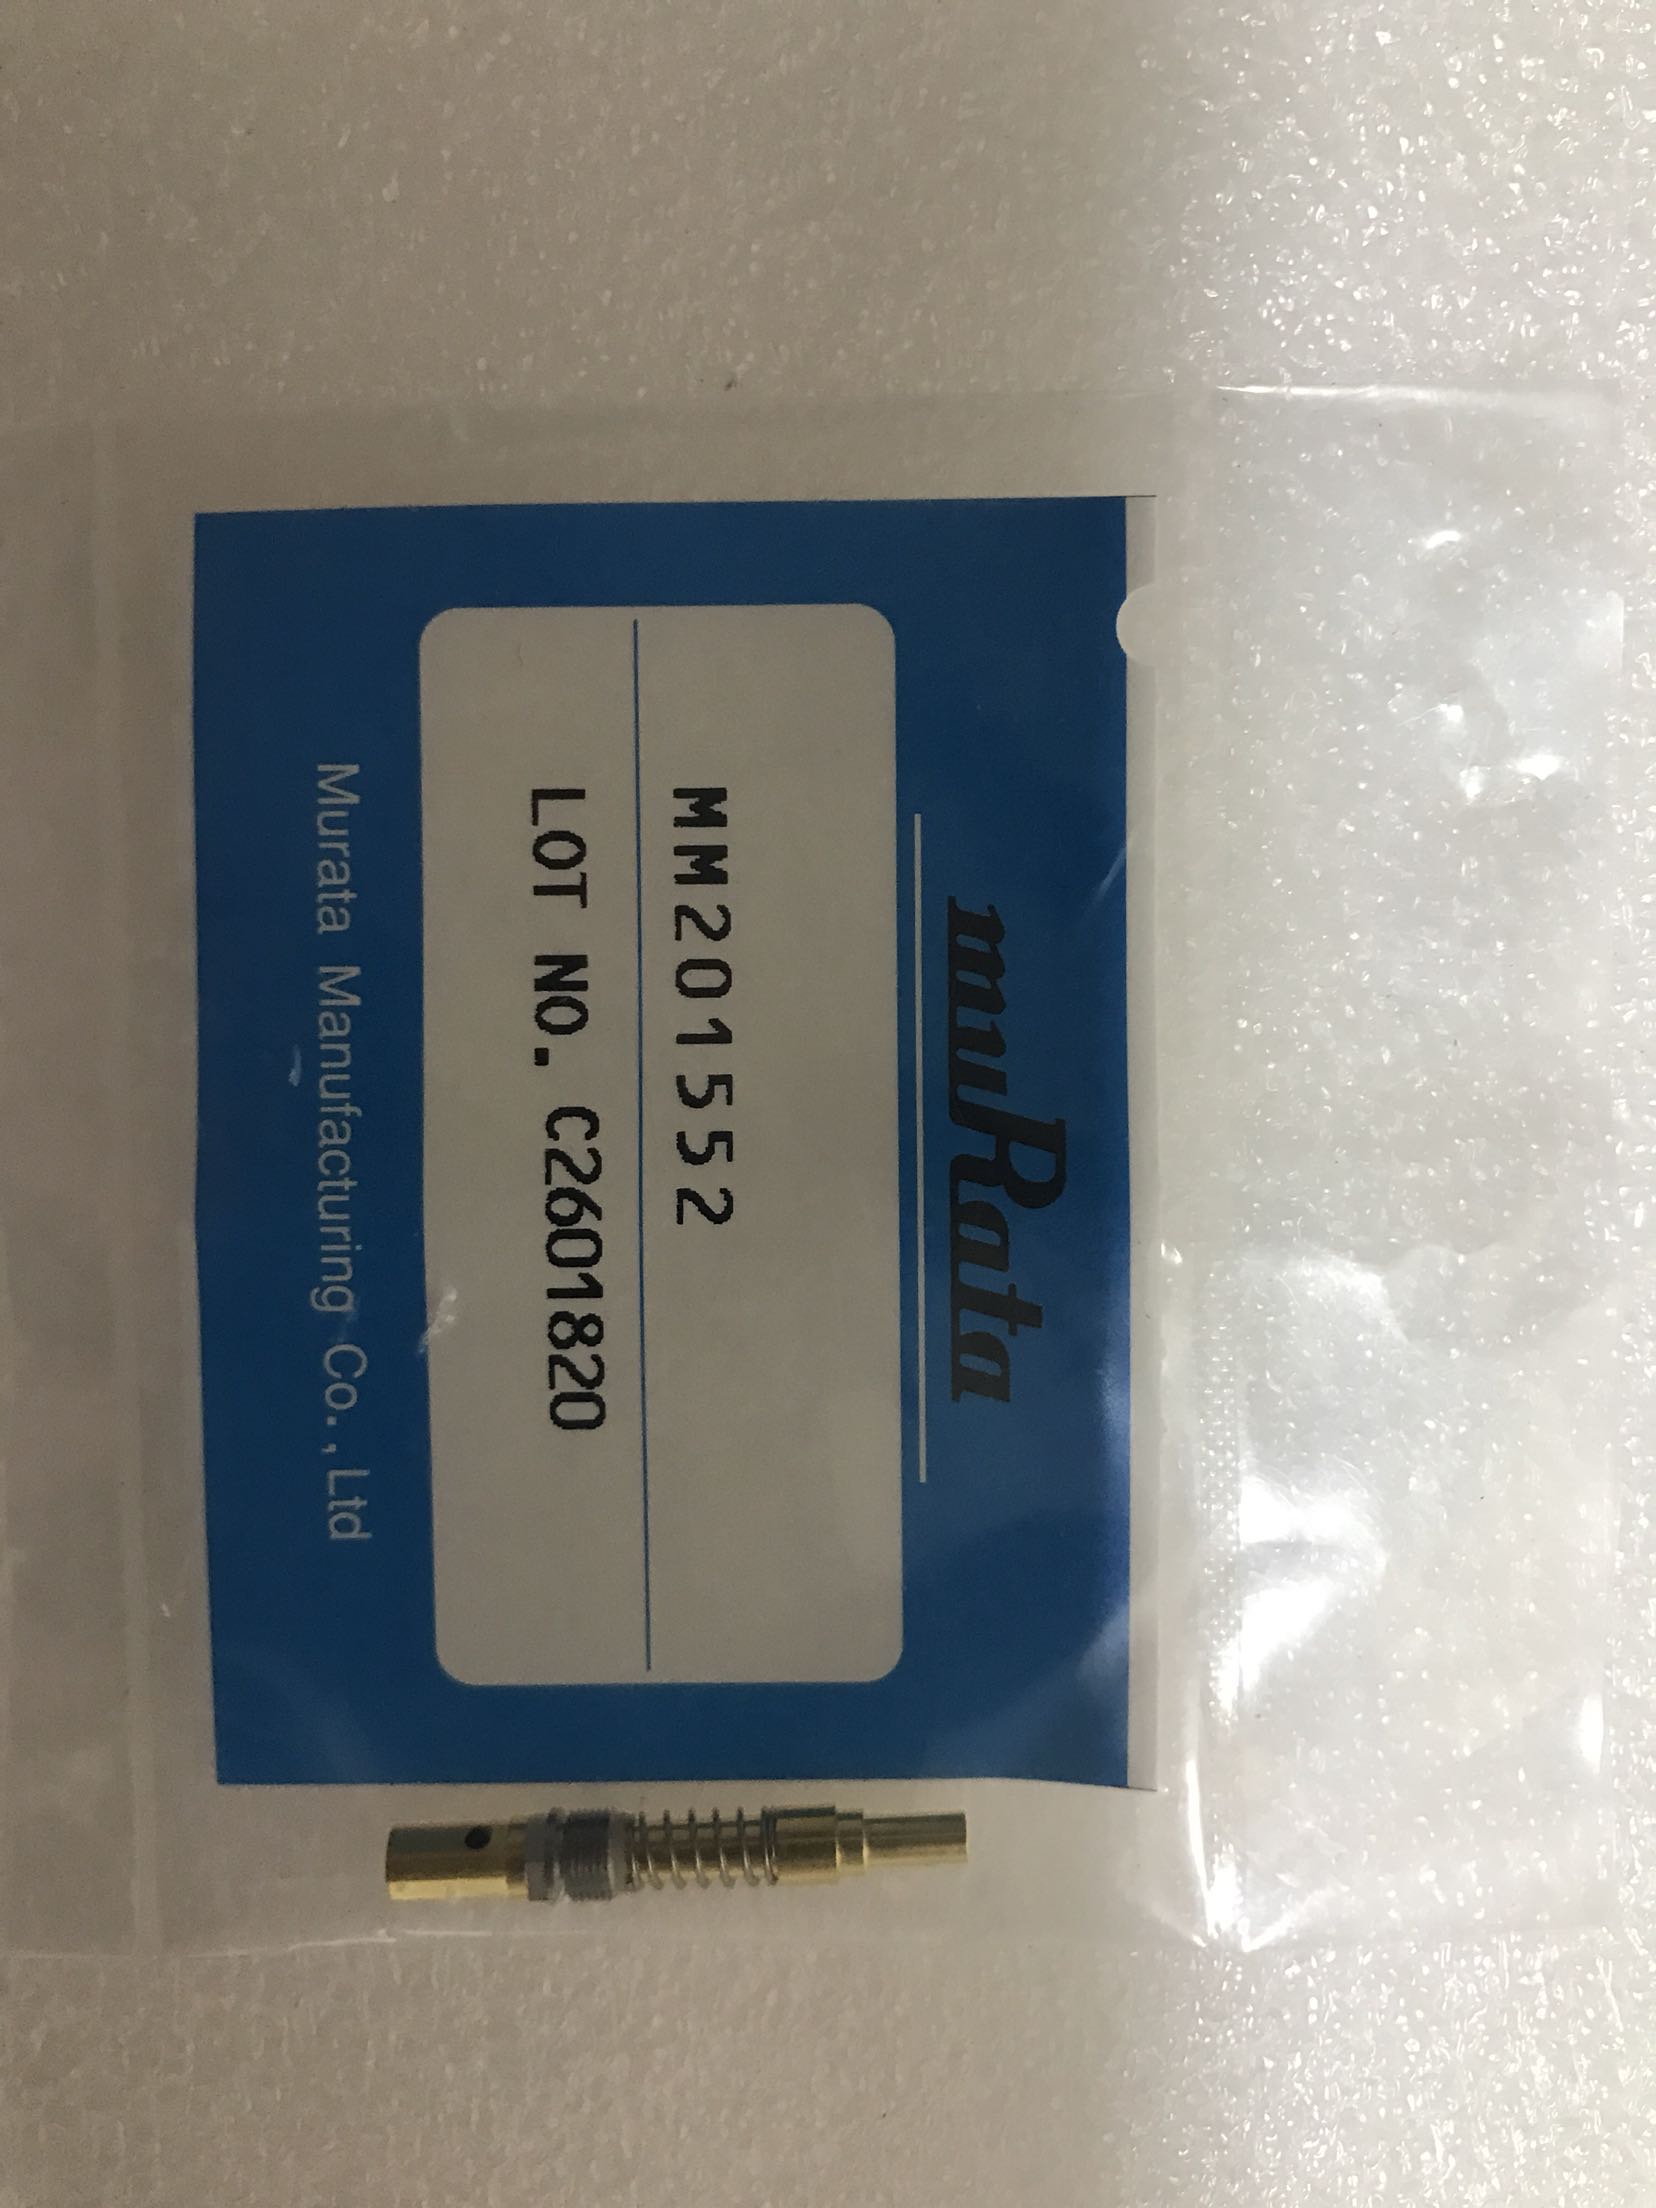 muRata
MM201552
LOT NO. C2601820
Murata Manufacturing Co.,Ltd